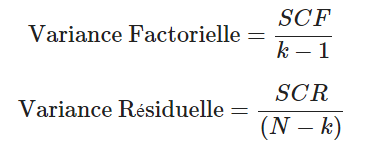 Variance Factorielle = SCF / k − 1
Variance Résiduelle = SCR / (N − k)